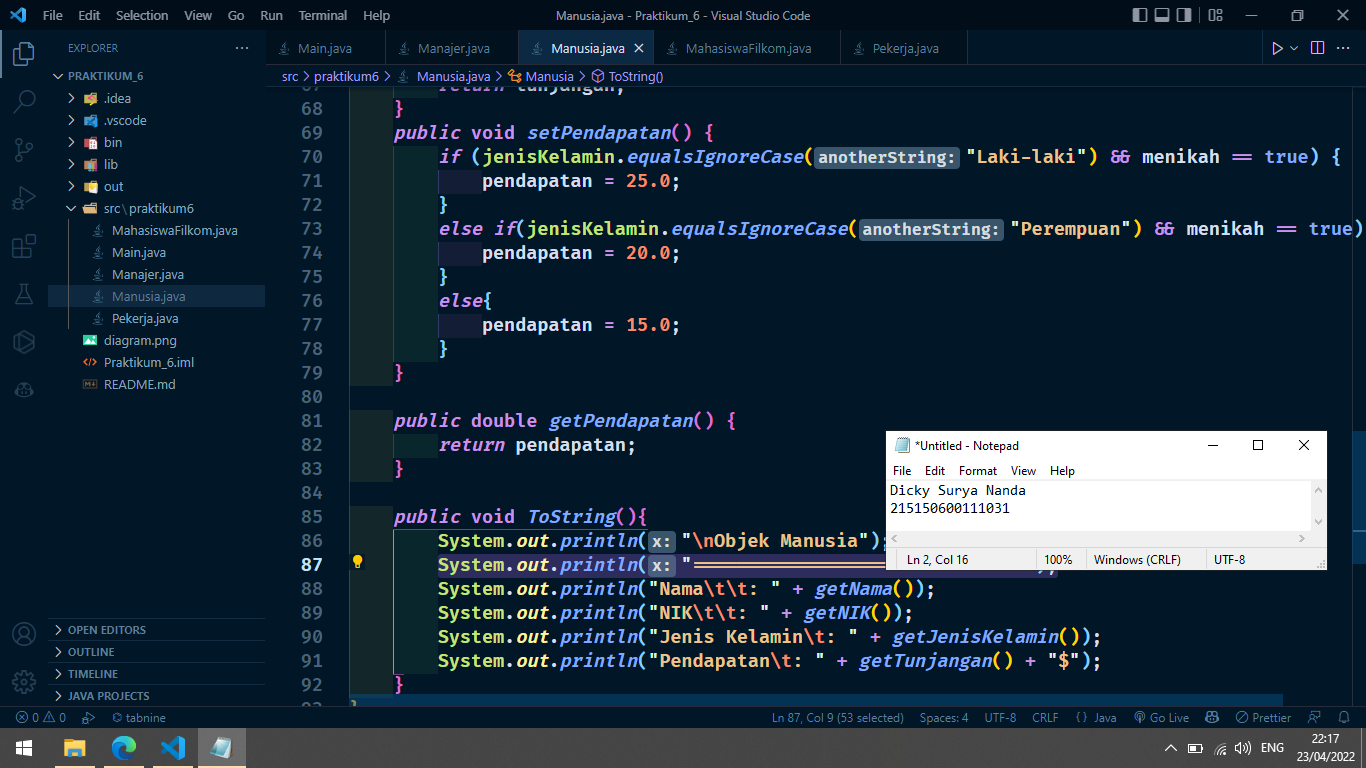 File Edit Selection View Go Run Terminal Help
Manusia.java - Praktikum_6 - Visual Studio Code
EXPLORER
PRAKTIKUM_6
.idea
.vscode
bin
lib
out
src\praktikum6
MahasiswaFilkom.java
Main.java
Manajer.java
Manusia.java
Pekerja.java
diagram.png
Praktikum_6.iml
README.md
OPEN EDITORS
OUTLINE
TIMELINE
JAVA PROJECTS
Main.java Manajer.java Manusia.java MahasiswaFilkom.java Pekerja.java
src > praktikum6 > Manusia.java > Manusia > ToString()
67 return tunjangan;
68 }
69 public void setPendapatan() {
70 if (jenisKelamin.equalsIgnoreCase(anotherString: "Laki-laki") && menikah == true) {
71 pendapatan = 25.0;
72 }
73 else if(jenisKelamin.equalsIgnoreCase(anotherString: "Perempuan") && menikah == true)
74 pendapatan = 20.0;
75 }
76 else{
77 pendapatan = 15.0;
78 }
79 }
80
81 public double getPendapatan() {
82 return pendapatan;
83 }
84
85 public void ToString(){
86 System.out.println(x: "\nObjek Manusia");
87 System.out.println(x: "====================
88 System.out.println("Nama\t\t: " + getNama());
89 System.out.println("NIK\t\t: " + getNIK());
90 System.out.println("Jenis Kelamin\t: " + getJenisKelamin());
91 System.out.println("Pendapatan\t: " + getTunjangan() + "$");
92 }
93 }
*Untitled - Notepad
File Edit Format View Help
Dicky Surya Nanda
215150600111031
Ln 2, Col 16 100% Windows (CRLF) UTF-8
0 0 tabnine
Ln 87, Col 9 (53 selected) Spaces: 4 UTF-8 CRLF {} Java Go Live Prettier
ENG
22:17
23/04/2022